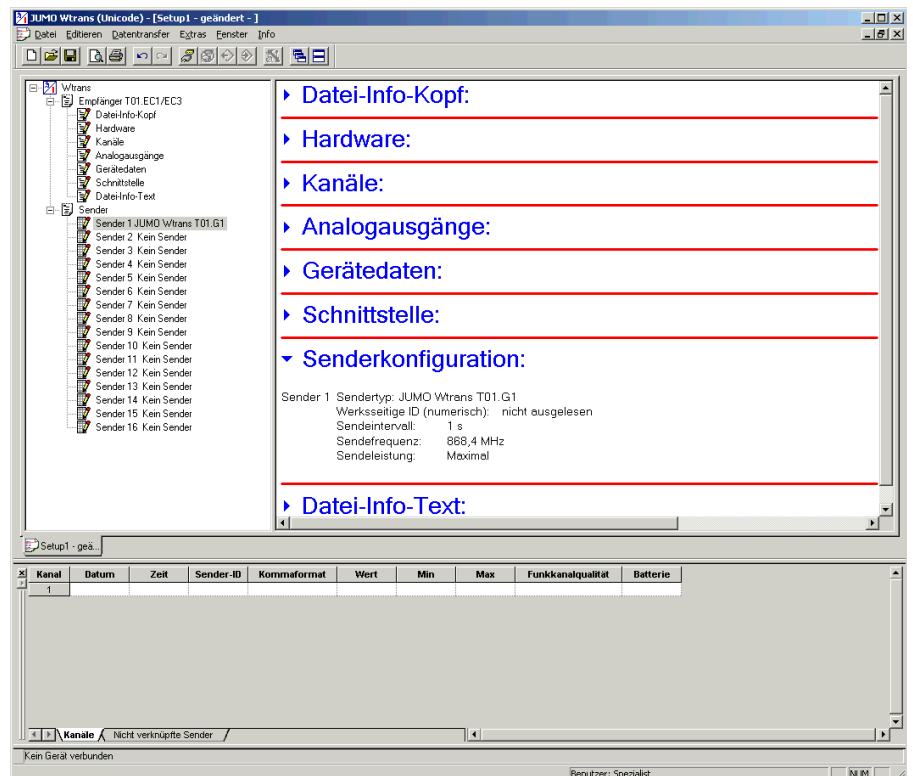 JUMO Wtrans (Unicode) - [Setup1 - geändert - ]
Datei Editieren Datentransfer Extras Fenster Info
Wtrans
Empfänger T01.EC1/EC3
Datei-Info-Kopf
Hardware
Kanäle
Analogausgänge
Gerätedaten
Schnittstelle
Datei-Info-Text
Sender
Sender 1 JUMO Wtrans T01.G1
Sender 2 Kein Sender
Sender 3 Kein Sender
Sender 4 Kein Sender
Sender 5 Kein Sender
Sender 6 Kein Sender
Sender 7 Kein Sender
Sender 8 Kein Sender
Sender 9 Kein Sender
Sender 10 Kein Sender
Sender 11 Kein Sender
Sender 12 Kein Sender
Sender 13 Kein Sender
Sender 14 Kein Sender
Sender 15 Kein Sender
Sender 16 Kein Sender
Datei-Info-Kopf:
Hardware:
Kanäle:
Analogausgänge:
Gerätedaten:
Schnittstelle:
Senderkonfiguration:
Sender 1 Sendertyp: JUMO Wtrans T01.G1
Werksseitige ID (numerisch): nicht ausgelesen
Sendeintervall: 1 s
Sendefrequenz: 868,4 MHz
Sendeleistung: Maximal
Datei-Info-Text:
Setup1 - geä...
Kanal Datum Zeit Sender-ID Kommaformat Wert Min Max Funkkanalqualität Batterie
1
Kanäle Nicht verknüpfte Sender
Kein Gerät verbunden
Benutzer: Spezialist NUM